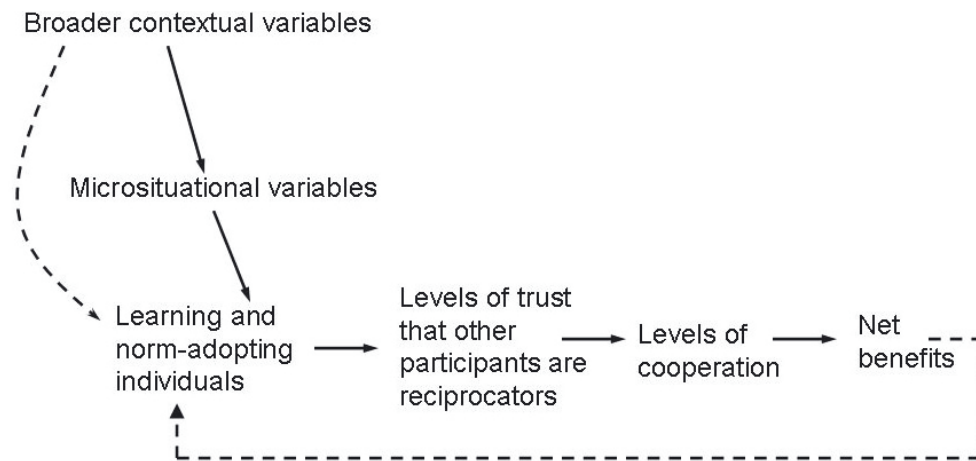 Broader contextual variables
Microsituational variables
Learning and
norm-adopting
individuals
Levels of trust
that other
participants are
reciprocators
Levels of
cooperation
Net
benefits